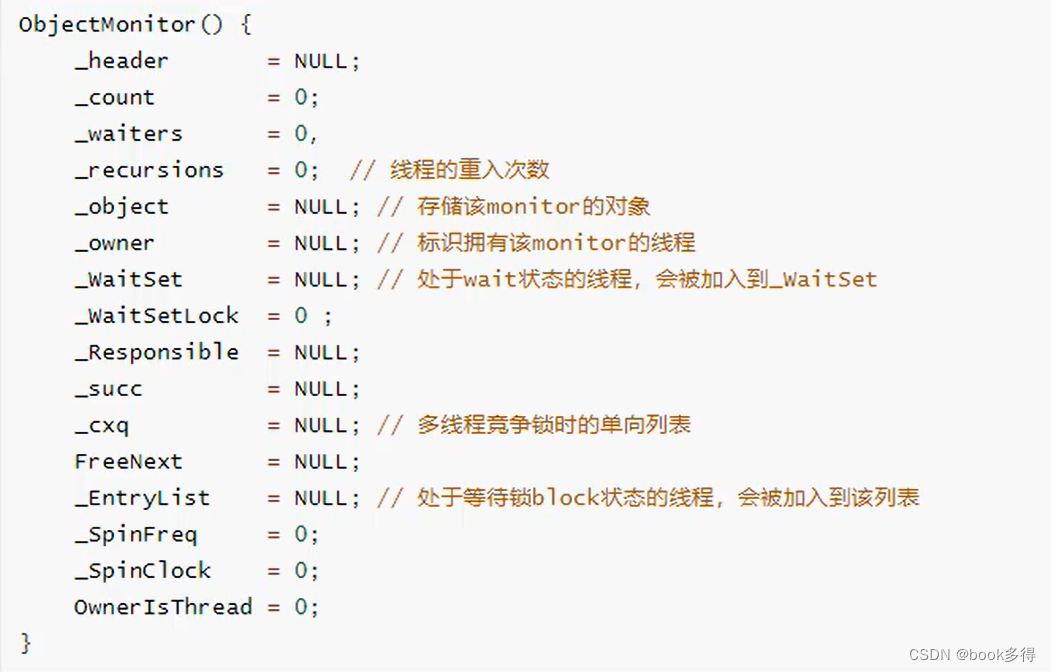 ObjectMonitor() {
    _header       = NULL;
    _count        = 0;
    _waiters      = 0,
    _recursions   = 0;  // 线程的重入次数
    _object       = NULL; // 存储该monitor的对象
    _owner        = NULL; // 标识拥有该monitor的线程
    _WaitSet      = NULL; // 处于wait状态的线程，会被加入到_WaitSet
    _WaitSetLock  = 0 ;
    _Responsible  = NULL;
    _succ         = NULL;
    _cxq          = NULL; // 多线程竞争锁时的单向列表
    FreeNext      = NULL;
    _EntryList    = NULL; // 处于等待锁block状态的线程，会被加入到该列表
    _SpinFreq     = 0;
    _SpinClock    = 0;
    OwnerIsThread = 0;
}
CSDN @book多得